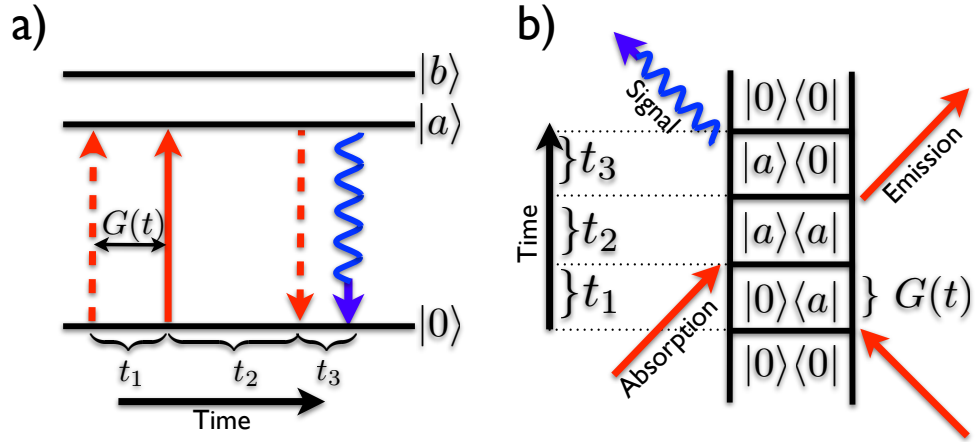 a)
|b⟩
|a⟩
G(t)
|0⟩
t₁ t₂ t₃
Time
b)
Signal
|0⟩⟨0|
Emission
} t₃
|a⟩⟨0|
Time
} t₂
|a⟩⟨a|
} t₁
|0⟩⟨a|
} G(t)
Absorption
|0⟩⟨0|